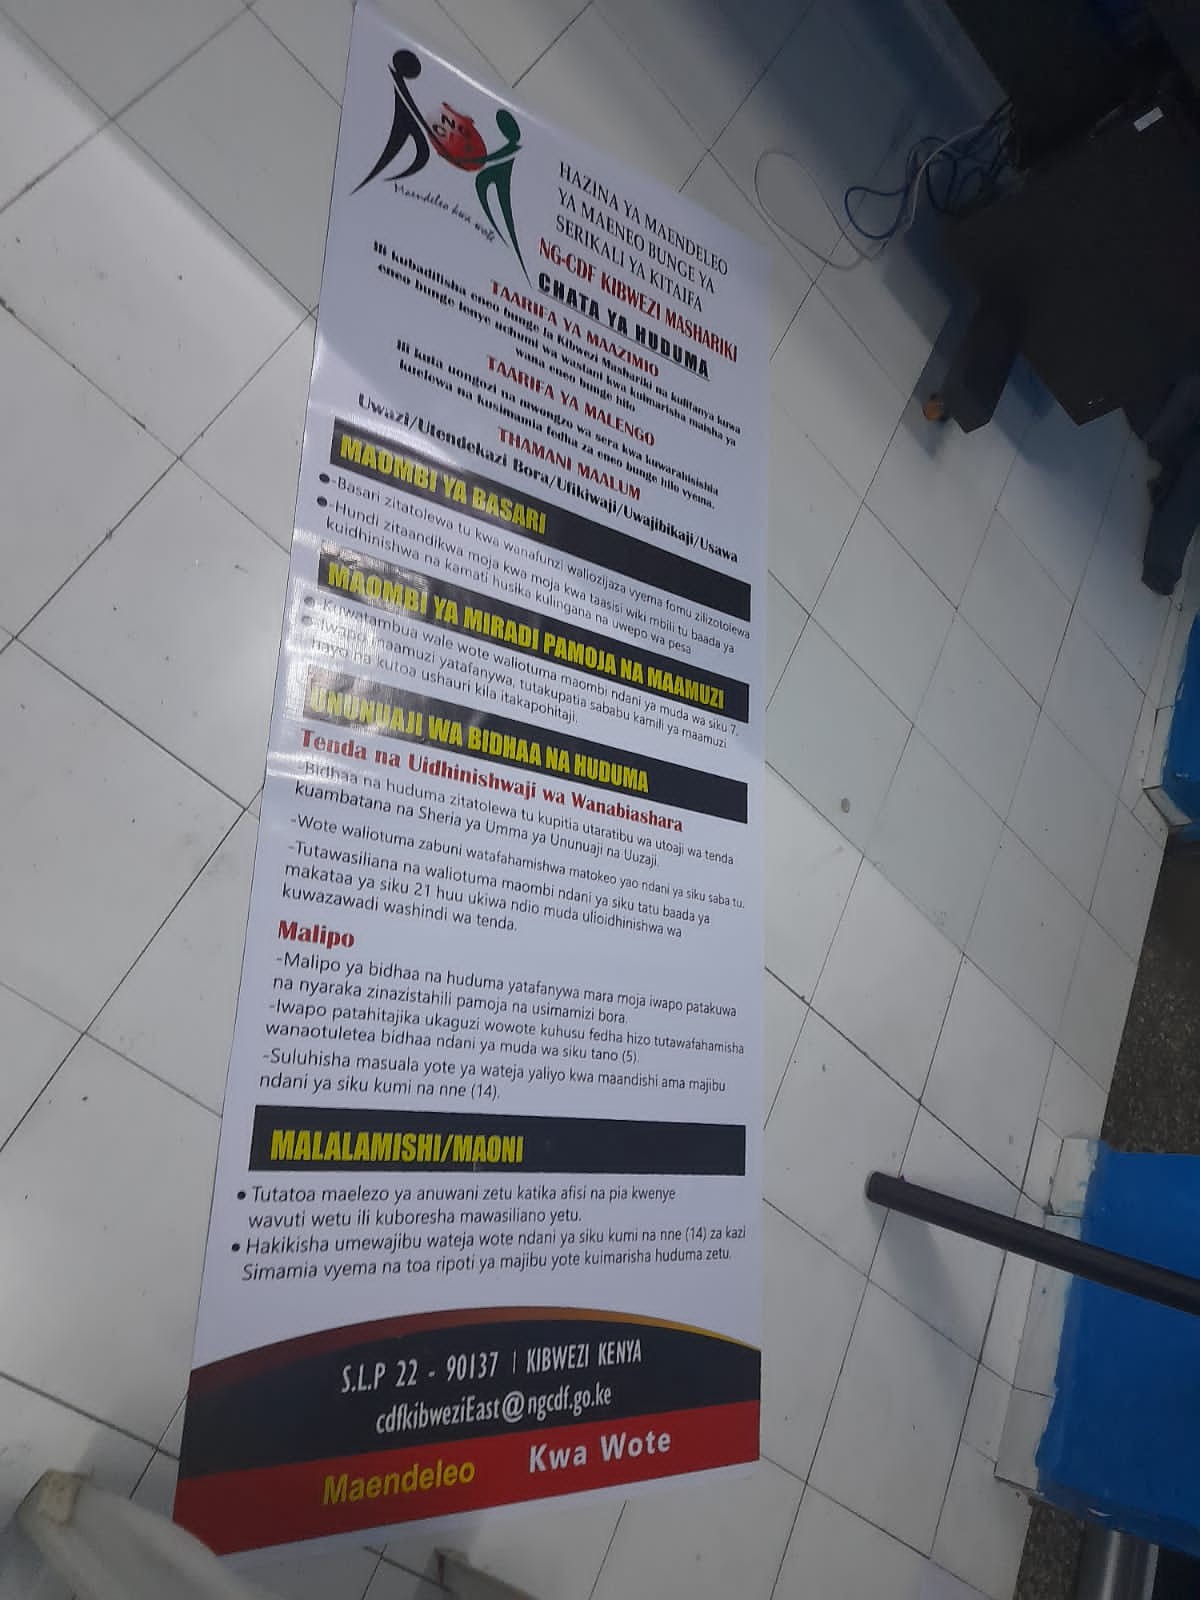 NG
Maendeleo kwa wote
HAZINA YA MAENDELEO
YA MAENEO BUNGE YA
SERIKALI YA KITAIFA
NG-CDF KIBWEZI MASHARIKI
CHATA YA HUDUMA
TAARIFA YA MAAZIMIO
Ili kubadilisha eneo bunge la Kibwezi Mashariki na kulifanya kuwa
eneo bunge lenye uchumi wa wastani kwa kuimarisha maisha ya
wana eneo bunge hilo
TAARIFA YA MALENGO
Ili kuta uongozi na mwongzo wa sera kwa kuwarahisishia
kuelewa na kusimamia fedha za eneo bunge hilo vyema.
THAMANI MAALUM
Uwazi/Utendekazi Bora/Ufikiwaji/Uwajibikaji/Usawa
MAOMBI YA BASARI
-Basari zitatolewa tu kwa wanafunzi waliozijaza vyema fomu zilizotolewa
-Hundi zitaandikwa moja kwa moja kwa taasisi wiki mbili tu baada ya
kuidhinishwa na kamati husika kulingana na uwepo wa pesa
MAOMBI YA MIRADI PAMOJA NA MAAMUZI
Kuwatambua wale wote waliotuma maombi ndani ya muda wa siku 7.
Iwapo maamuzi yatafanywa, tutakupatia sababu kamili ya maamuzi
hayo na kutoa ushauri kila itakapohitaji.
UNUNUAJI WA BIDHAA NA HUDUMA
Tenda na Uidhinishwaji wa Wanabiashara
-Bidhaa na huduma zitatolewa tu kupitia utaratibu wa utoaji wa tenda
kuambatana na Sheria ya Umma ya Ununuaji na Uuzaji.
-Wote waliotuma zabuni watafahamishwa matokeo yao ndani ya siku saba tu.
-Tutawasiliana na waliotuma maombi ndani ya siku tatu baada ya
makataa ya siku 21 huu ukiwa ndio muda ulioidhinishwa wa
kuwazawadi washindi wa tenda.
Malipo
-Malipo ya bidhaa na huduma yatafanywa mara moja iwapo patakuwa
na nyaraka zinazistahili pamoja na usimamizi bora.
-Iwapo patahitajika ukaguzi wowote kuhusu fedha hizo tutawafahamisha
wanaotuletea bidhaa ndani ya muda wa siku tano (5).
-Suluhisha masuala yote ya wateja yaliyo kwa maandishi ama majibu
ndani ya siku kumi na nne (14).
MALALAMISHI/MAONI
Tutatoa maelezo ya anuwani zetu katika afisi na pia kwenye
wavuti wetu ili kuboresha mawasiliano yetu.
Hakikisha umewajibu wateja wote ndani ya siku kumi na nne (14) za kazi
Simamia vyema na toa ripoti ya majibu yote kuimarisha huduma zetu.
S.L.P 22 - 90137 | KIBWEZI KENYA
cdfkibweziEast@ngcdf.go.ke
Maendeleo Kwa Wote